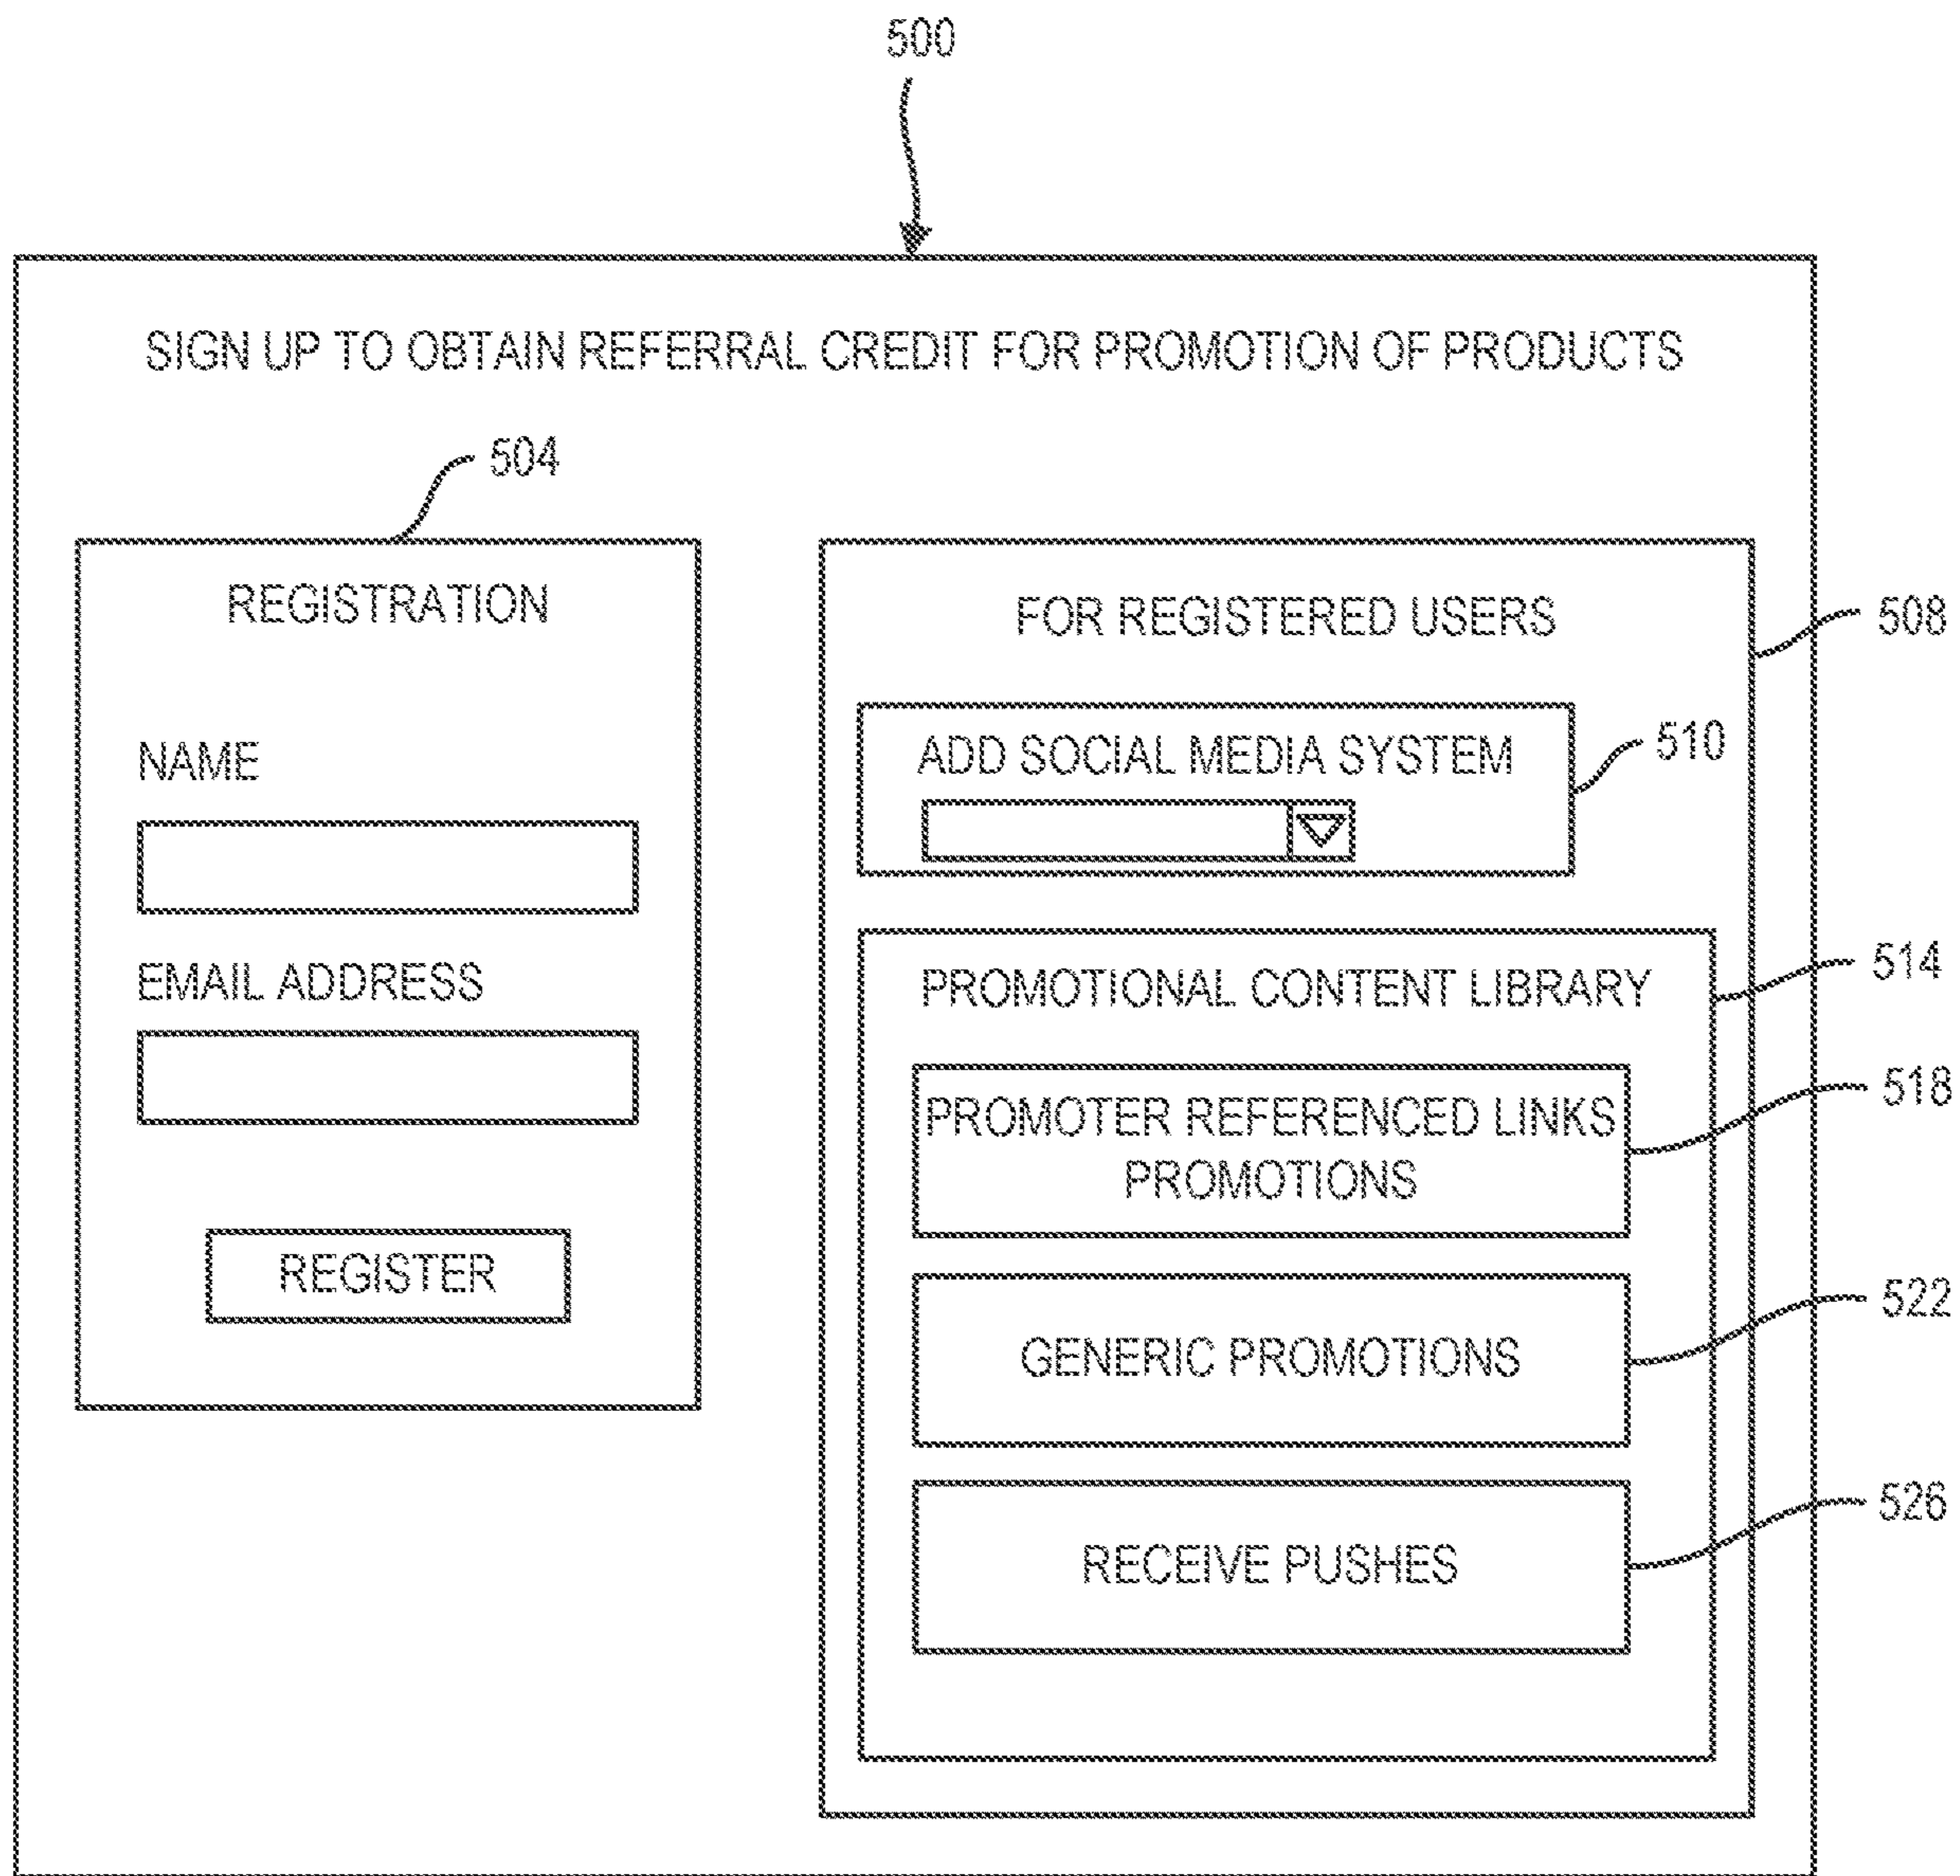 500
SIGN UP TO OBTAIN REFERRAL CREDIT FOR PROMOTION OF PRODUCTS
504
REGISTRATION
NAME
EMAIL ADDRESS
REGISTER
FOR REGISTERED USERS
508
ADD SOCIAL MEDIA SYSTEM
510
PROMOTIONAL CONTENT LIBRARY
514
PROMOTER REFERENCED LINKS
PROMOTIONS
518
GENERIC PROMOTIONS
522
RECEIVE PUSHES
526